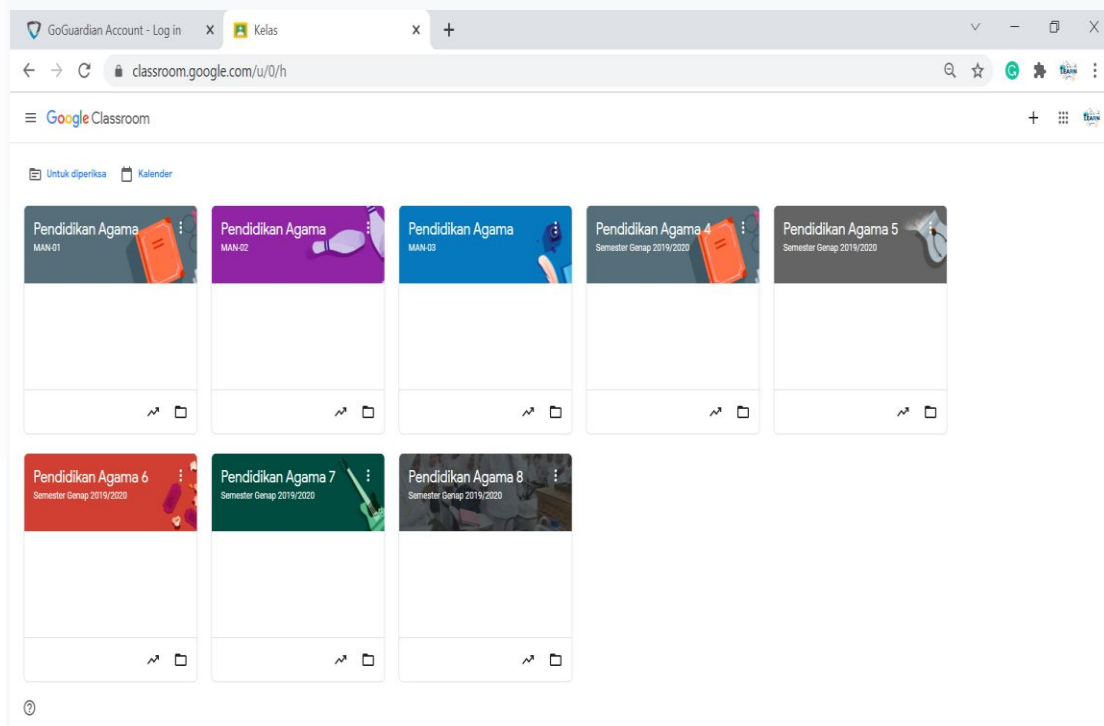 GoGuardian Account - Log in
Kelas
classroom.google.com/u/0/h
Google Classroom
Untuk diperiksa
Kalender
Pendidikan Agama
MAN-01
Pendidikan Agama
MAN-02
Pendidikan Agama
MAN-03
Pendidikan Agama 4
Semester Genap 2019/2020
Pendidikan Agama 5
Semester Genap 2019/2020
Pendidikan Agama 6
Semester Genap 2019/2020
Pendidikan Agama 7
Semester Genap 2019/2020
Pendidikan Agama 8
Semester Genap 2019/2020